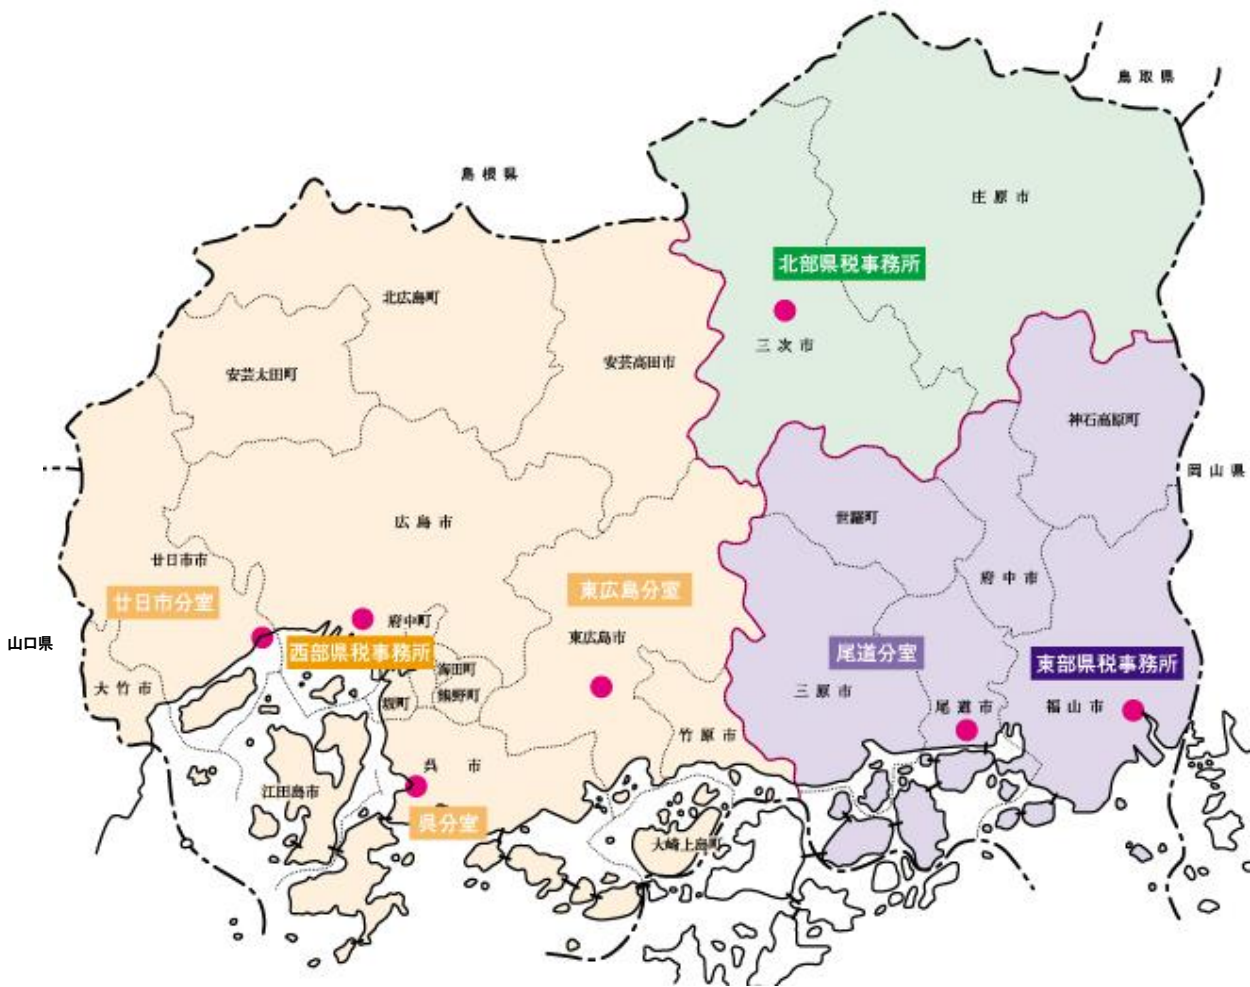 鳥取県
島根県
庄原市
北部県税事務所
北広島町
三次市
安芸高田市
安芸太田町
神石高原町
岡山県
世羅町
広島市
廿日市市
府中市
東広島分室
廿日市分室
府中町
東広島市
山口県
西部県税事務所
尾道分室
東部県税事務所
海田町
大竹市
熊野町
坂町
三原市
尾道市
福山市
竹原市
呉市
江田島市
呉分室
大崎上島町